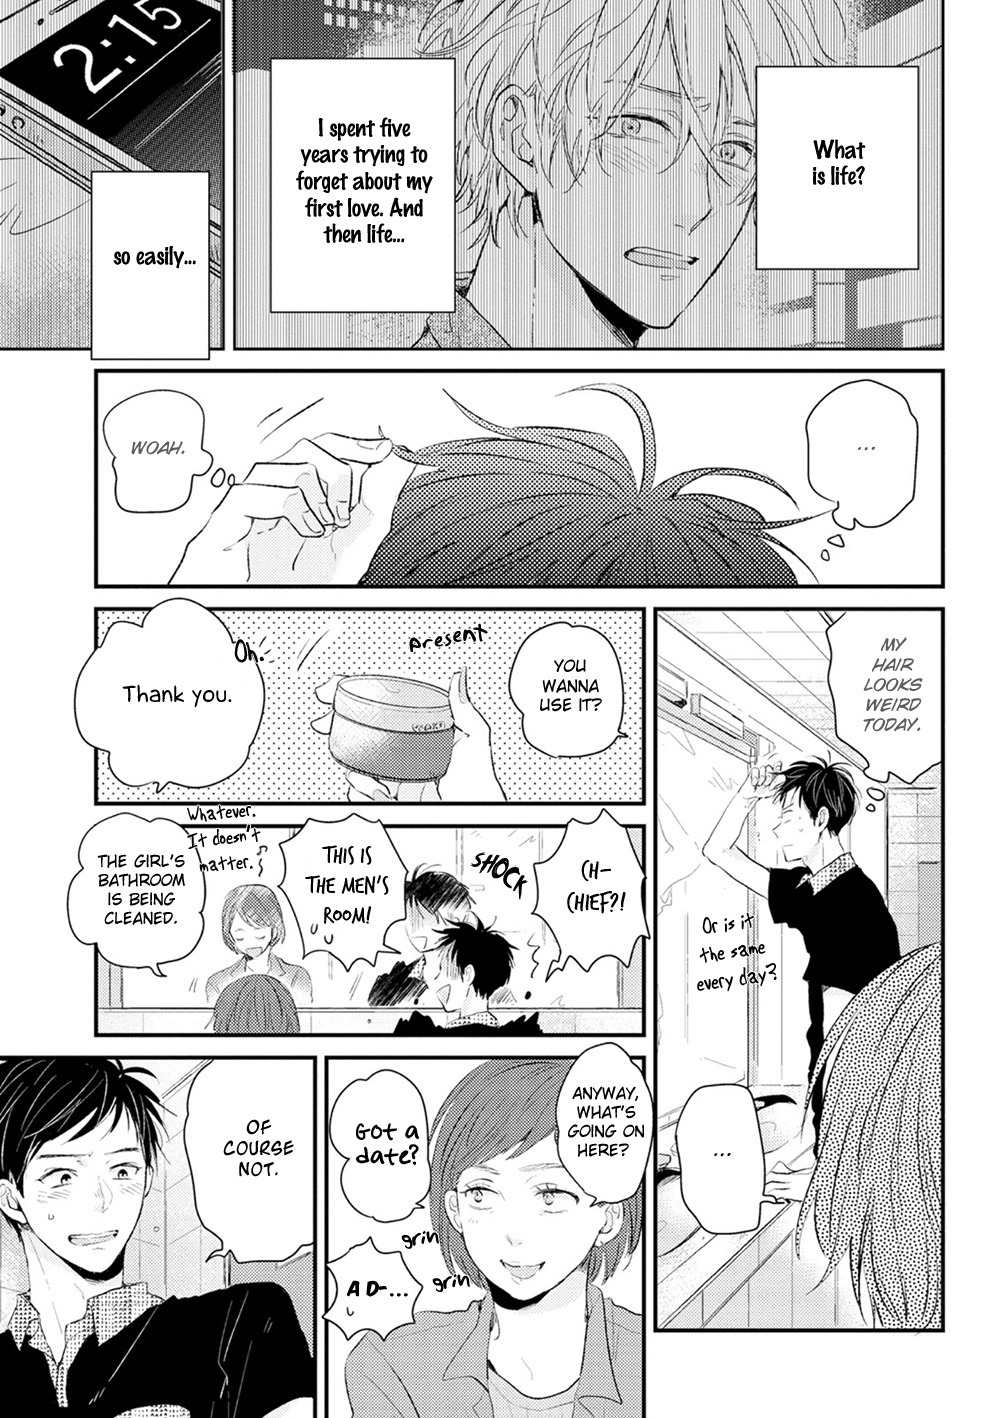 What
is life?
I spent five
years trying to
forget about my
first love. And
then life...
2:15
so easily...
...
WOAH.
MY
HAIR
LOOKS
WEIRD
TODAY.
Or is it
the same
every day?
...
YOU
WANNA
USE IT?
present
Oh.
Thank you.
CH-
CHIEF?!
SHOCK
THIS IS
THE MEN'S
ROOM!
Whatever.
It doesn't
matter.
THE GIRL'S
BATHROOM
IS BEING
CLEANED.
ANYWAY,
WHAT'S
GOING ON
HERE?
GOT a
date?
grin
grin
A D-...
OF
COURSE
NOT.